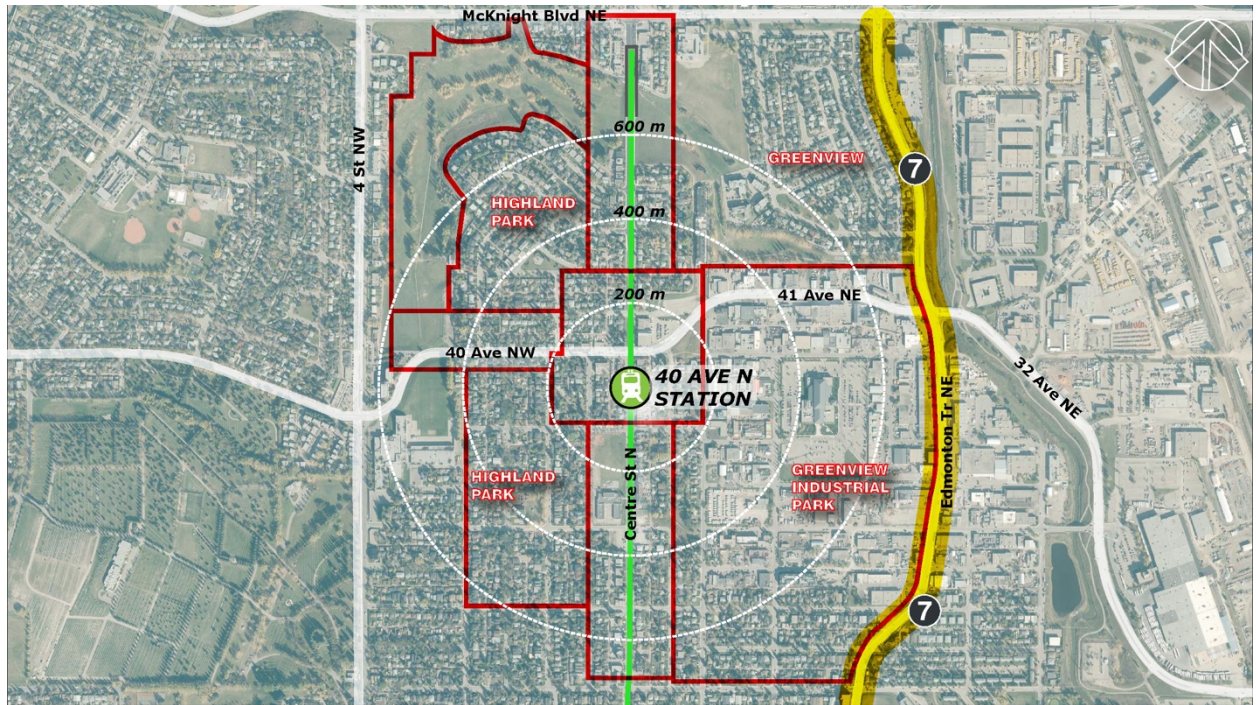 McKnight Blvd NE
600 m
4 St NW
GREENVIEW
7
HIGHLAND
PARK
400 m
200 m
41 Ave NE
40 Ave NW
40 AVE N
STATION
32 Ave NE
Edmonton Tr NE
HIGHLAND
PARK
Centre St N
GREENVIEW
INDUSTRIAL
PARK
7